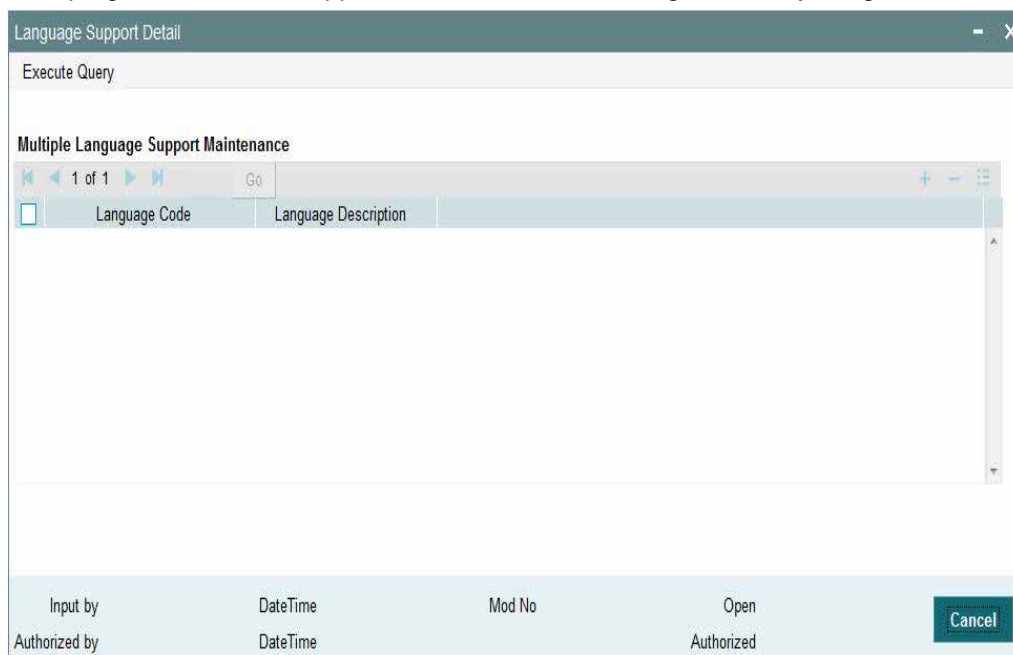 Language Support Detail
Execute Query
Multiple Language Support Maintenance
1 of 1 Go
Language Code Language Description
Input by DateTime Mod No Open
Authorized by DateTime Authorized
Cancel